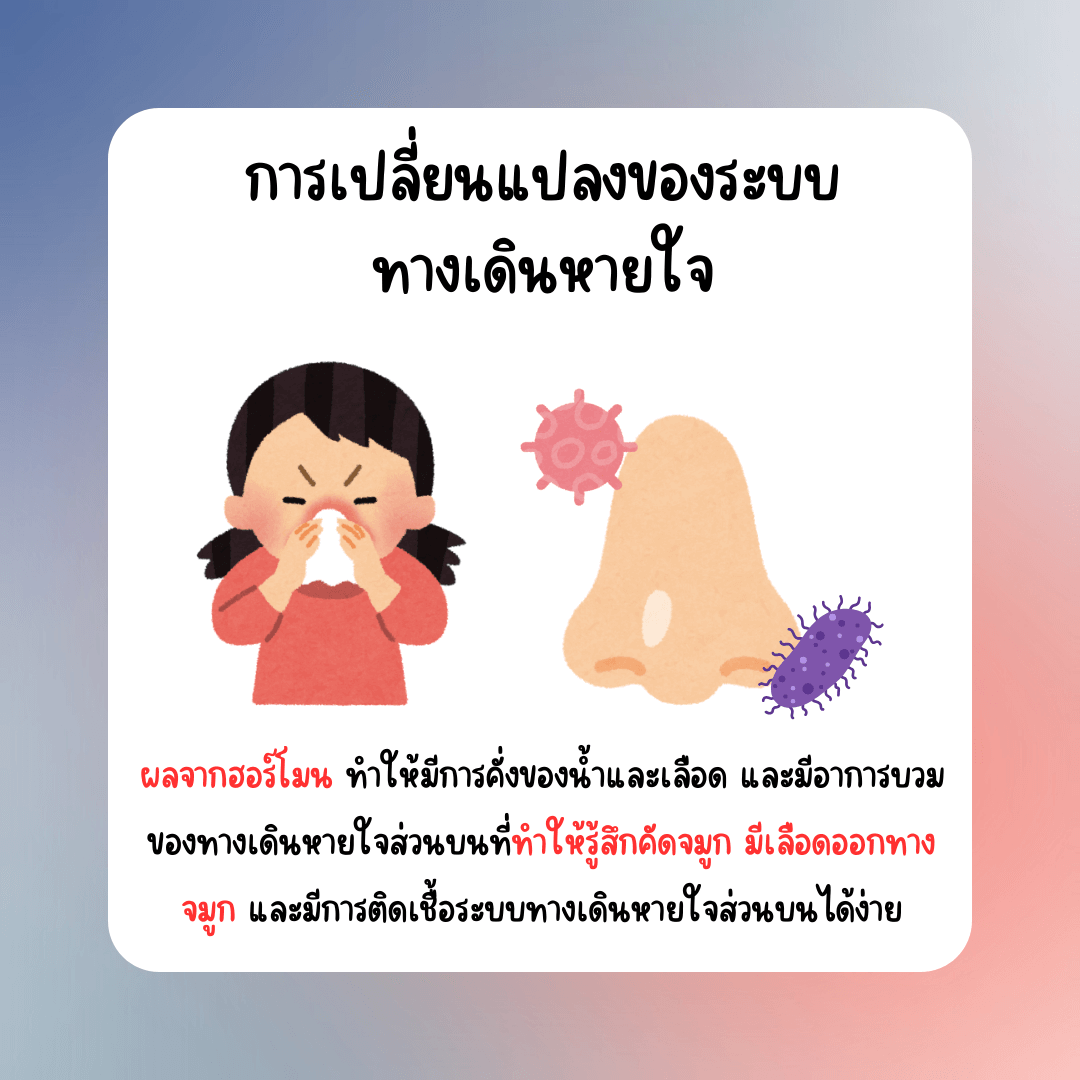 การเปลี่ยนแปลงของระบบ
ทางเดินหายใจ
ผลจากฮอร์โมน ทำให้มีการคั่งของน้ำและเลือด และมีอาการบวม
ของทางเดินหายใจส่วนบนที่ทำให้รู้สึกคัดจมูก มีเลือดออกทาง
จมูก และมีการติดเชื้อระบบทางเดินหายใจส่วนบนได้ง่าย